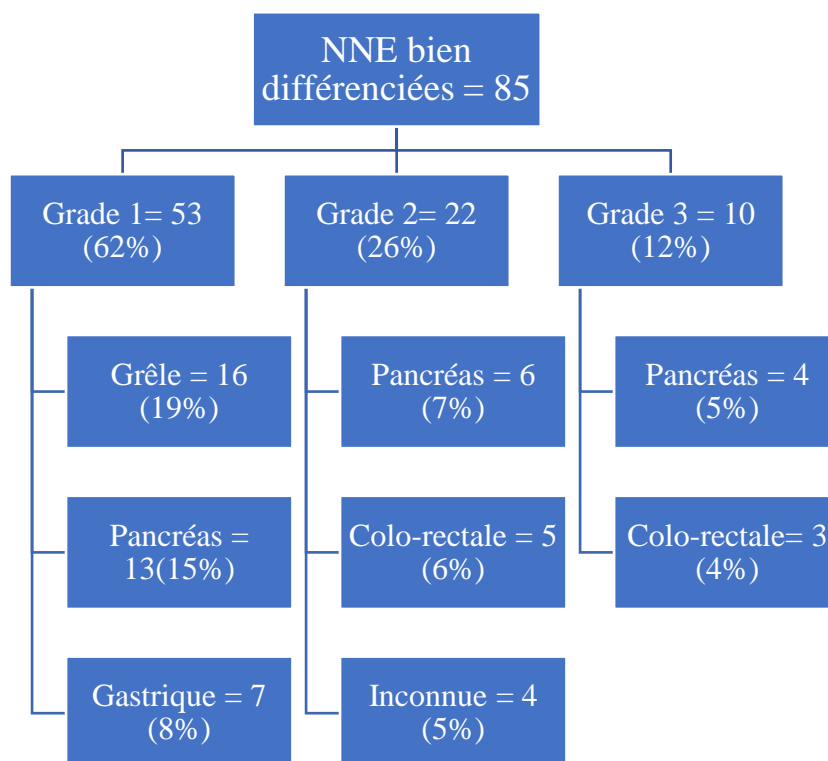 NNE bien
différenciées = 85
Grade 1= 53
(62%)
Grade 2= 22
(26%)
Grade 3 = 10
(12%)
Grêle = 16
(19%)
Pancréas = 6
(7%)
Pancréas = 4
(5%)
Pancréas =
13(15%)
Colo-rectale = 5
(6%)
Colo-rectale= 3
(4%)
Gastrique = 7
(8%)
Inconnue = 4
(5%)